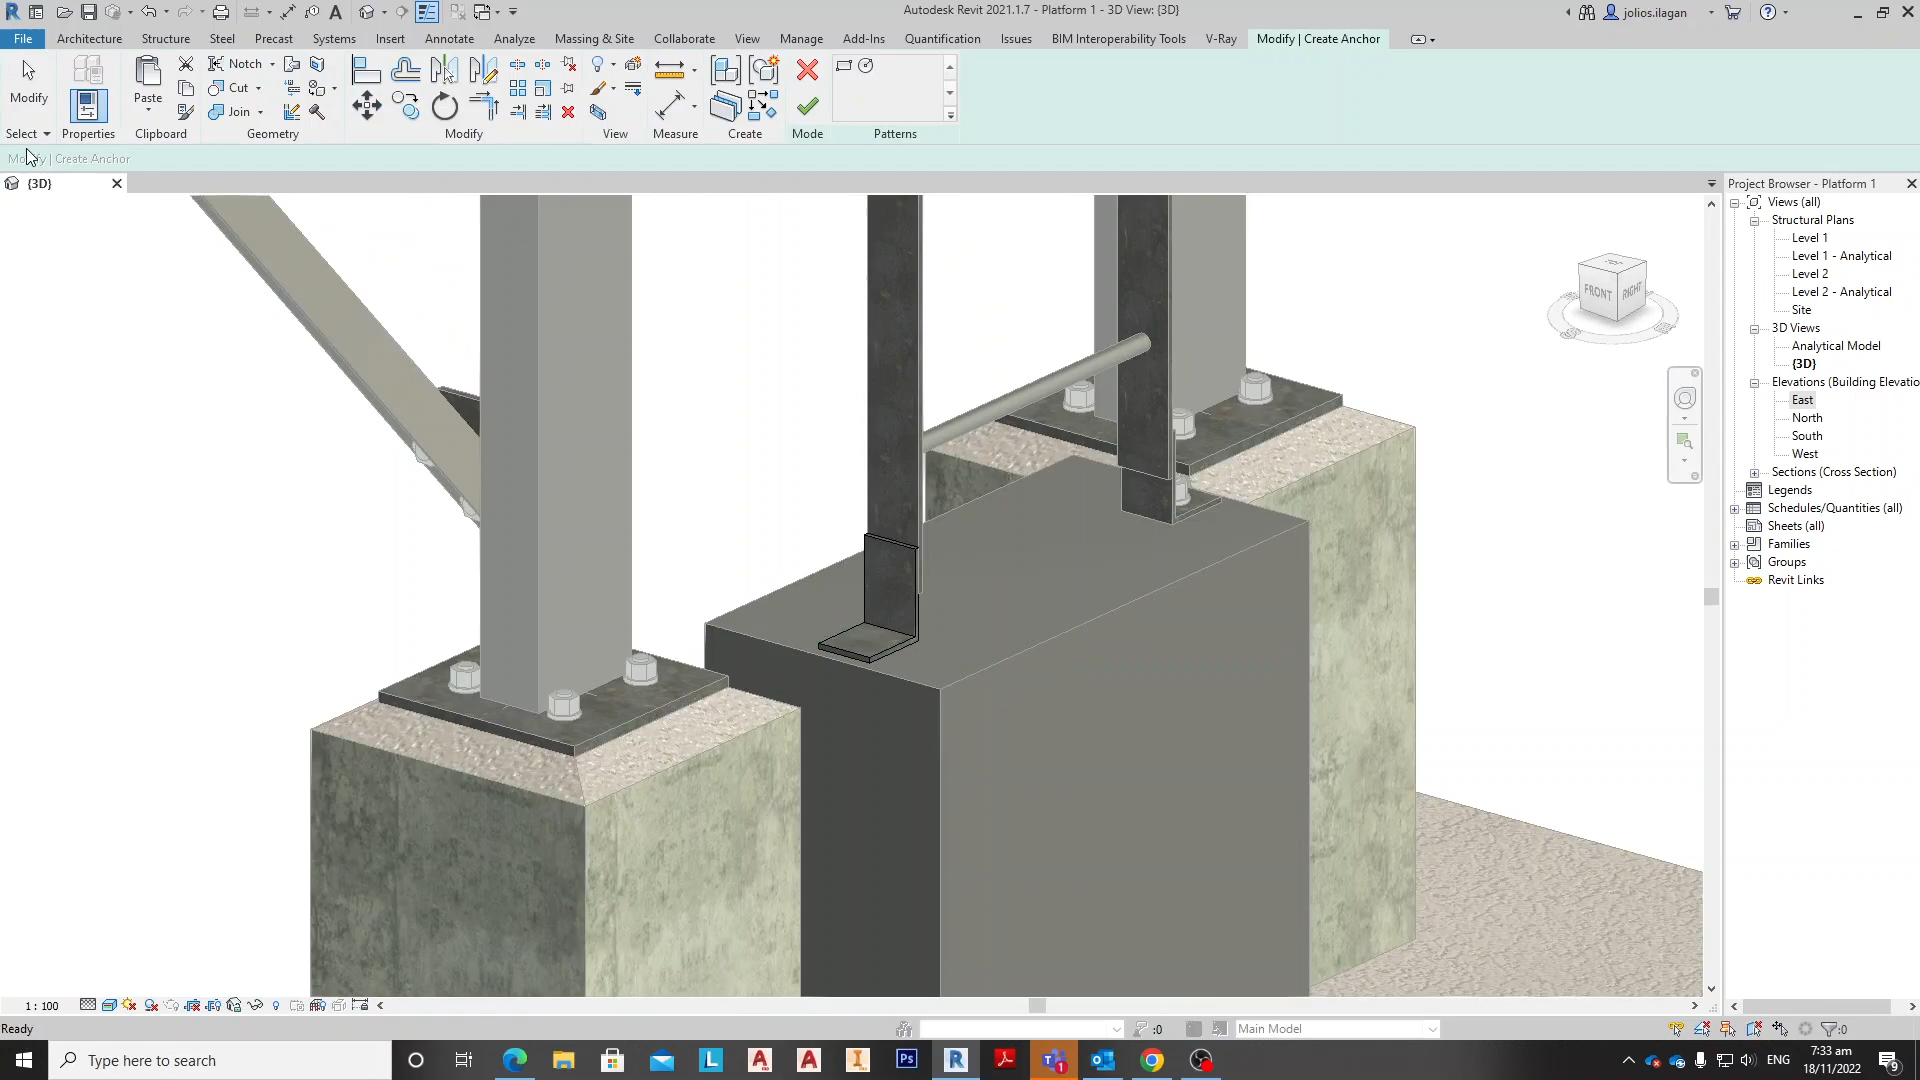 Autodesk Revit 2021.1.7 - Platform 1 - 3D View: {3D}
jolios.ilagan
File Architecture Structure Steel Precast Systems Insert Annotate Analyze Massing & Site Collaborate View Manage Add-Ins Quantification Issues BIM Interoperability Tools V-Ray Modify | Create Anchor
Modify
Paste
Notch
Cut
Join
Select Properties Clipboard Geometry Modify View Measure Create Mode Patterns
Modify | Create Anchor
{3D}
Project Browser - Platform 1
Views (all)
Structural Plans
Level 1
Level 1 - Analytical
Level 2
Level 2 - Analytical
Site
3D Views
Analytical Model
{3D}
Elevations (Building Elevatio
East
North
South
West
Sections (Cross Section)
Legends
Schedules/Quantities (all)
Sheets (all)
Families
Groups
Revit Links
FRONT RIGHT
1 : 100
Ready
:0
Main Model
:0
Type here to search
ENG
7:33 am
18/11/2022